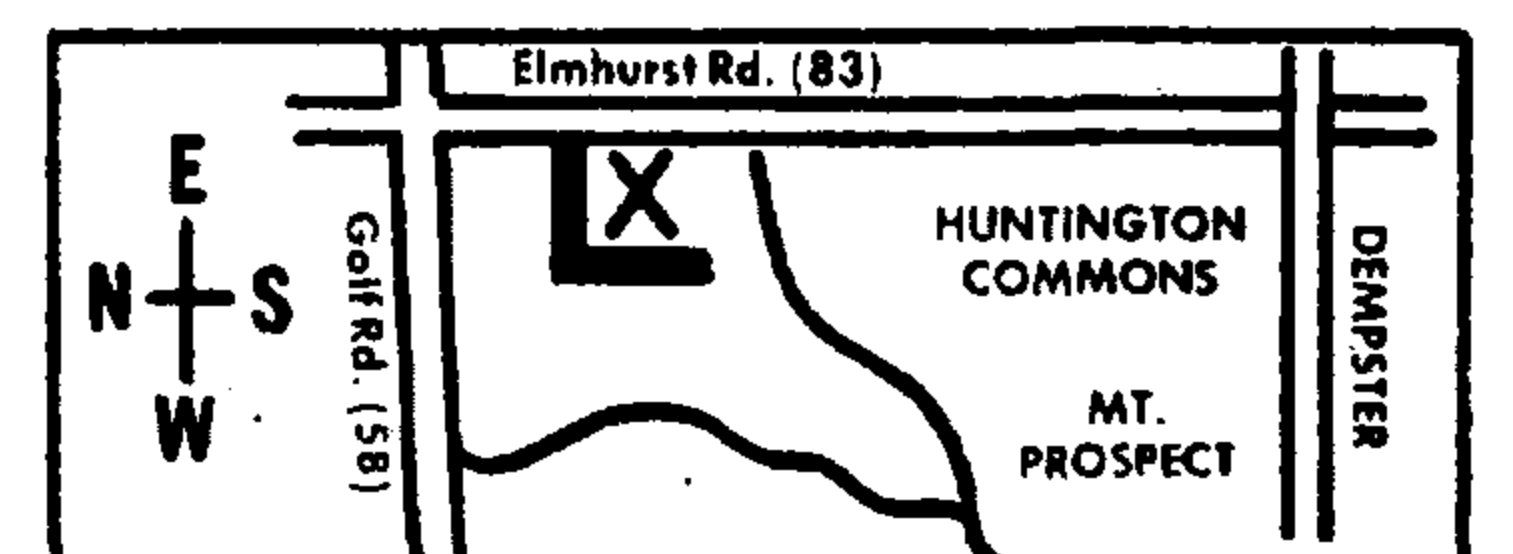 Elmhurst Rd. (83)
E
N S
W
Golf Rd. (58)
X
HUNTINGTON
COMMONS
MT.
PROSPECT
DEMPSTER